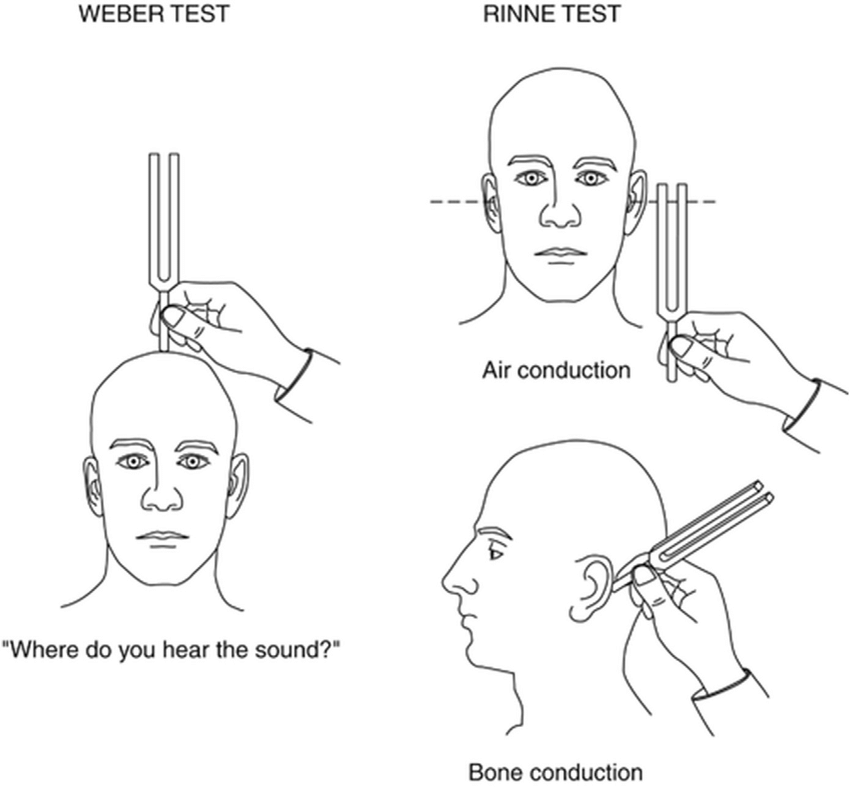 WEBER TEST
RINNE TEST
Air conduction
"Where do you hear the sound?"
Bone conduction